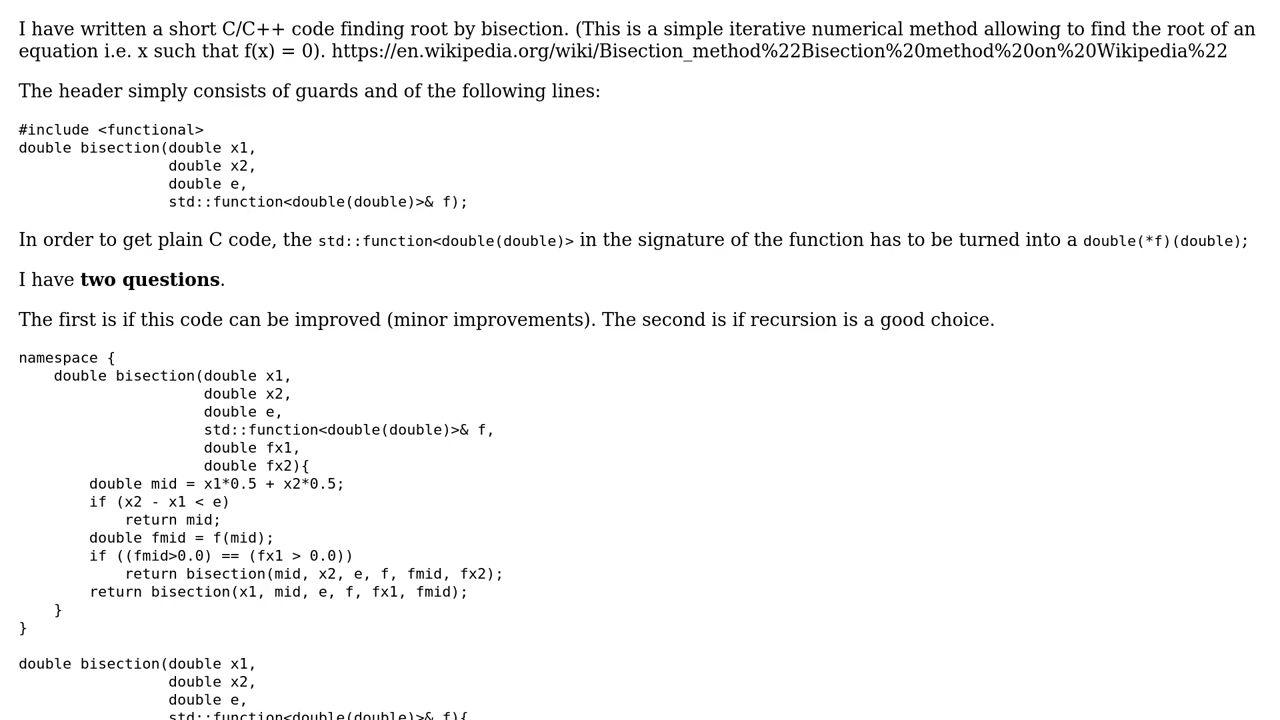 I have written a short C/C++ code finding root by bisection. (This is a simple iterative numerical method allowing to find the root of an
equation i.e. x such that f(x) = 0). https://en.wikipedia.org/wiki/Bisection_method%22Bisection%20method%20on%20Wikipedia%22
The header simply consists of guards and of the following lines:
#include <functional>
double bisection(double x1,
                 double x2,
                 double e,
                 std::function<double(double)>& f);
In order to get plain C code, the std::function<double(double)> in the signature of the function has to be turned into a double(*f)(double);
I have two questions.
The first is if this code can be improved (minor improvements). The second is if recursion is a good choice.
namespace {
    double bisection(double x1,
                     double x2,
                     double e,
                     std::function<double(double)>& f,
                     double fx1,
                     double fx2){
        double mid = x1*0.5 + x2*0.5;
        if (x2 - x1 < e)
            return mid;
        double fmid = f(mid);
        if ((fmid>0.0) == (fx1 > 0.0))
            return bisection(mid, x2, e, f, fmid, fx2);
        return bisection(x1, mid, e, f, fx1, fmid);
    }
}
double bisection(double x1,
                 double x2,
                 double e,
                 std::function<double(double)>& f){